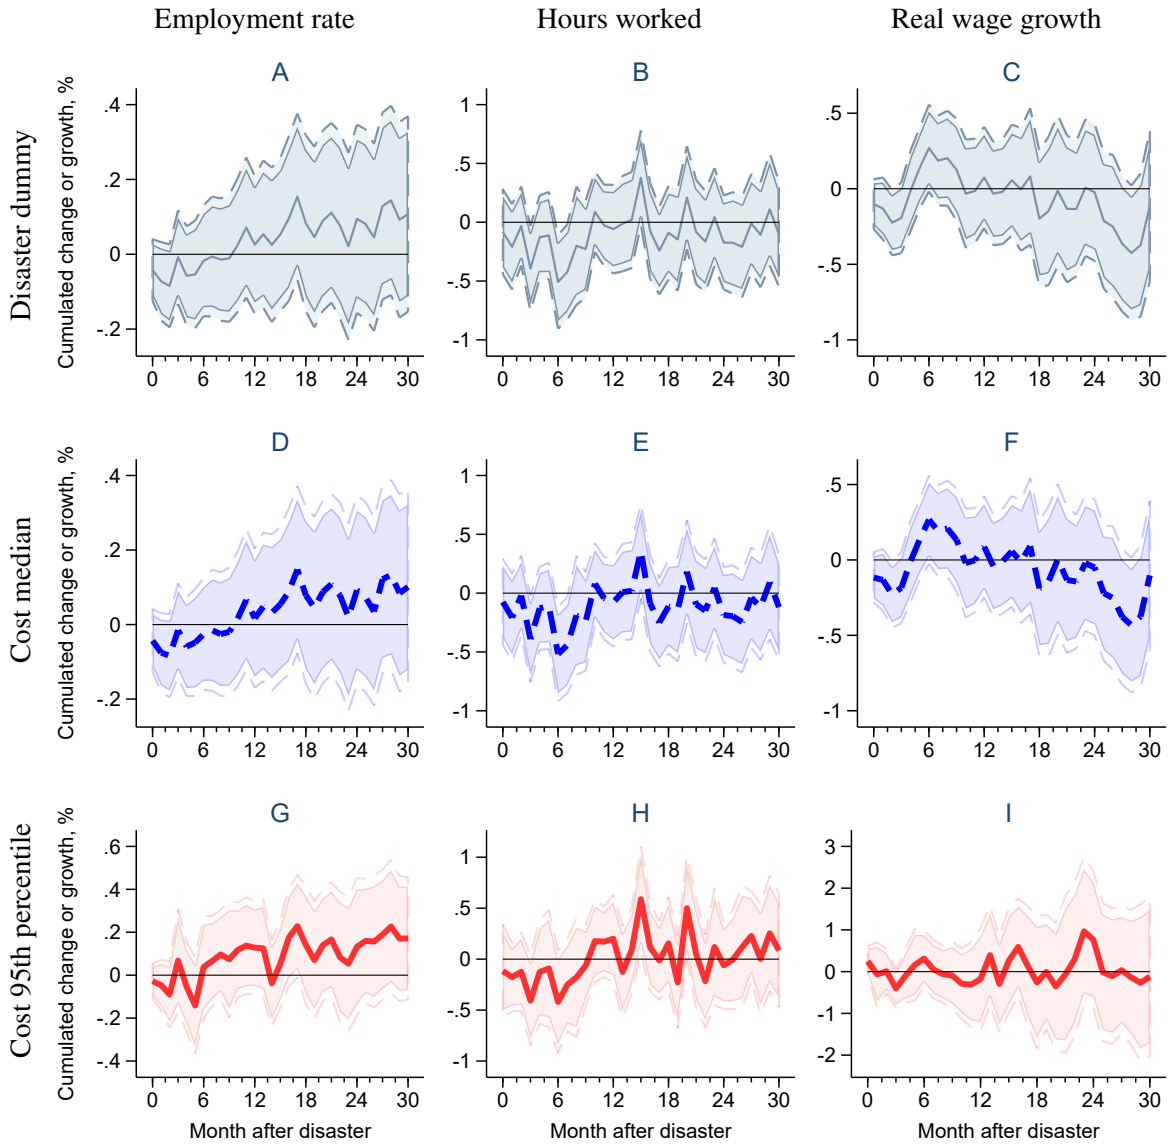 Employment rate Hours worked Real wage growth
A B C
Disaster dummy
Cumulated change or growth, %
.4 .2 0 -.2
0 6 12 18 24 30
1 .5 0 -.5 -1
0 6 12 18 24 30
.5 0 -.5 -1
0 6 12 18 24 30
D E F
Cost median
Cumulated change or growth, %
.4 .2 0 -.2
0 6 12 18 24 30
1 .5 0 -.5 -1
0 6 12 18 24 30
.5 0 -.5 -1
0 6 12 18 24 30
G H I
Cost 95th percentile
Cumulated change or growth, %
.6 .4 .2 0 -.2 -.4
0 6 12 18 24 30
1 .5 0 -.5 -1
0 6 12 18 24 30
3 2 1 0 -1 -2
0 6 12 18 24 30
Month after disaster Month after disaster Month after disaster